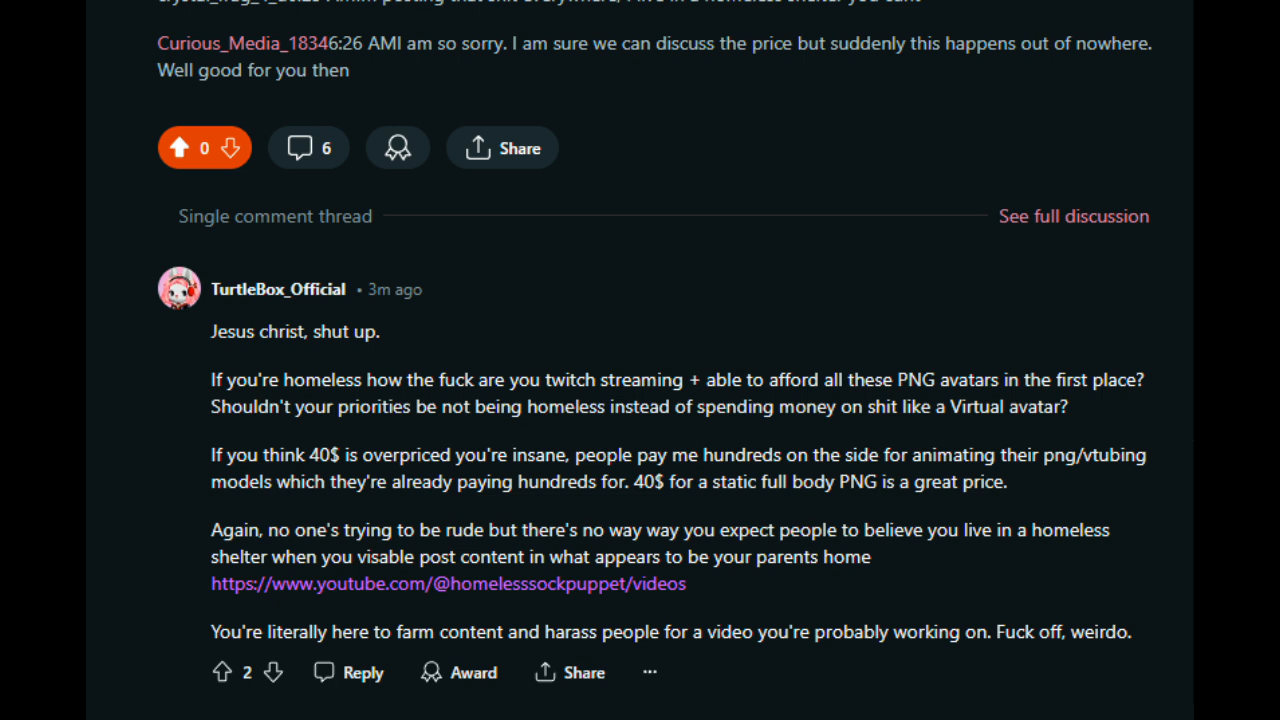 Curious_Media_18346:26 AMI am so sorry. I am sure we can discuss the price but suddenly this happens out of nowhere.
Well good for you then
0
6
Share
Single comment thread
See full discussion
TurtleBox_Official • 3m ago
Jesus christ, shut up.
If you're homeless how the fuck are you twitch streaming + able to afford all these PNG avatars in the first place?
Shouldn't your priorities be not being homeless instead of spending money on shit like a Virtual avatar?
If you think 40$ is overpriced you're insane, people pay me hundreds on the side for animating their png/vtubing
models which they're already paying hundreds for. 40$ for a static full body PNG is a great price.
Again, no one's trying to be rude but there's no way way you expect people to believe you live in a homeless
shelter when you visable post content in what appears to be your parents home
https://www.youtube.com/@homelesssockpuppet/videos
You're literally here to farm content and harass people for a video you're probably working on. Fuck off, weirdo.
2
Reply
Award
Share